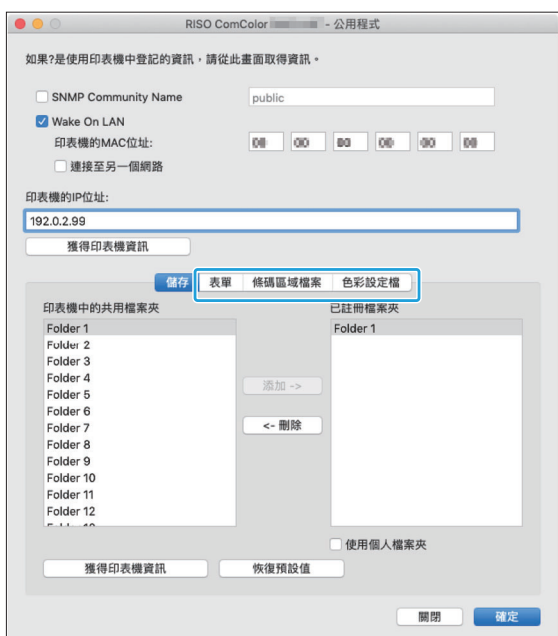 RISO ComColor - 公用程式
如果?是使用印表機中登記的資訊，請從此畫面取得資訊。
SNMP Community Name public
Wake On LAN
印表機的MAC位址:
連接至另一個網路
印表機的IP位址:
192.0.2.99
獲得印表機資訊
儲存 表單 條碼區域檔案 色彩設定檔
印表機中的共用檔案夾 已註冊檔案夾
Folder 1 Folder 1
Folder 2
Folder 3
Folder 4
Folder 5
Folder 6
Folder 7
Folder 8
Folder 9
Folder 10
Folder 11
Folder 12
添加 ->
<- 刪除
使用個人檔案夾
獲得印表機資訊 恢復預設值
關閉 確定